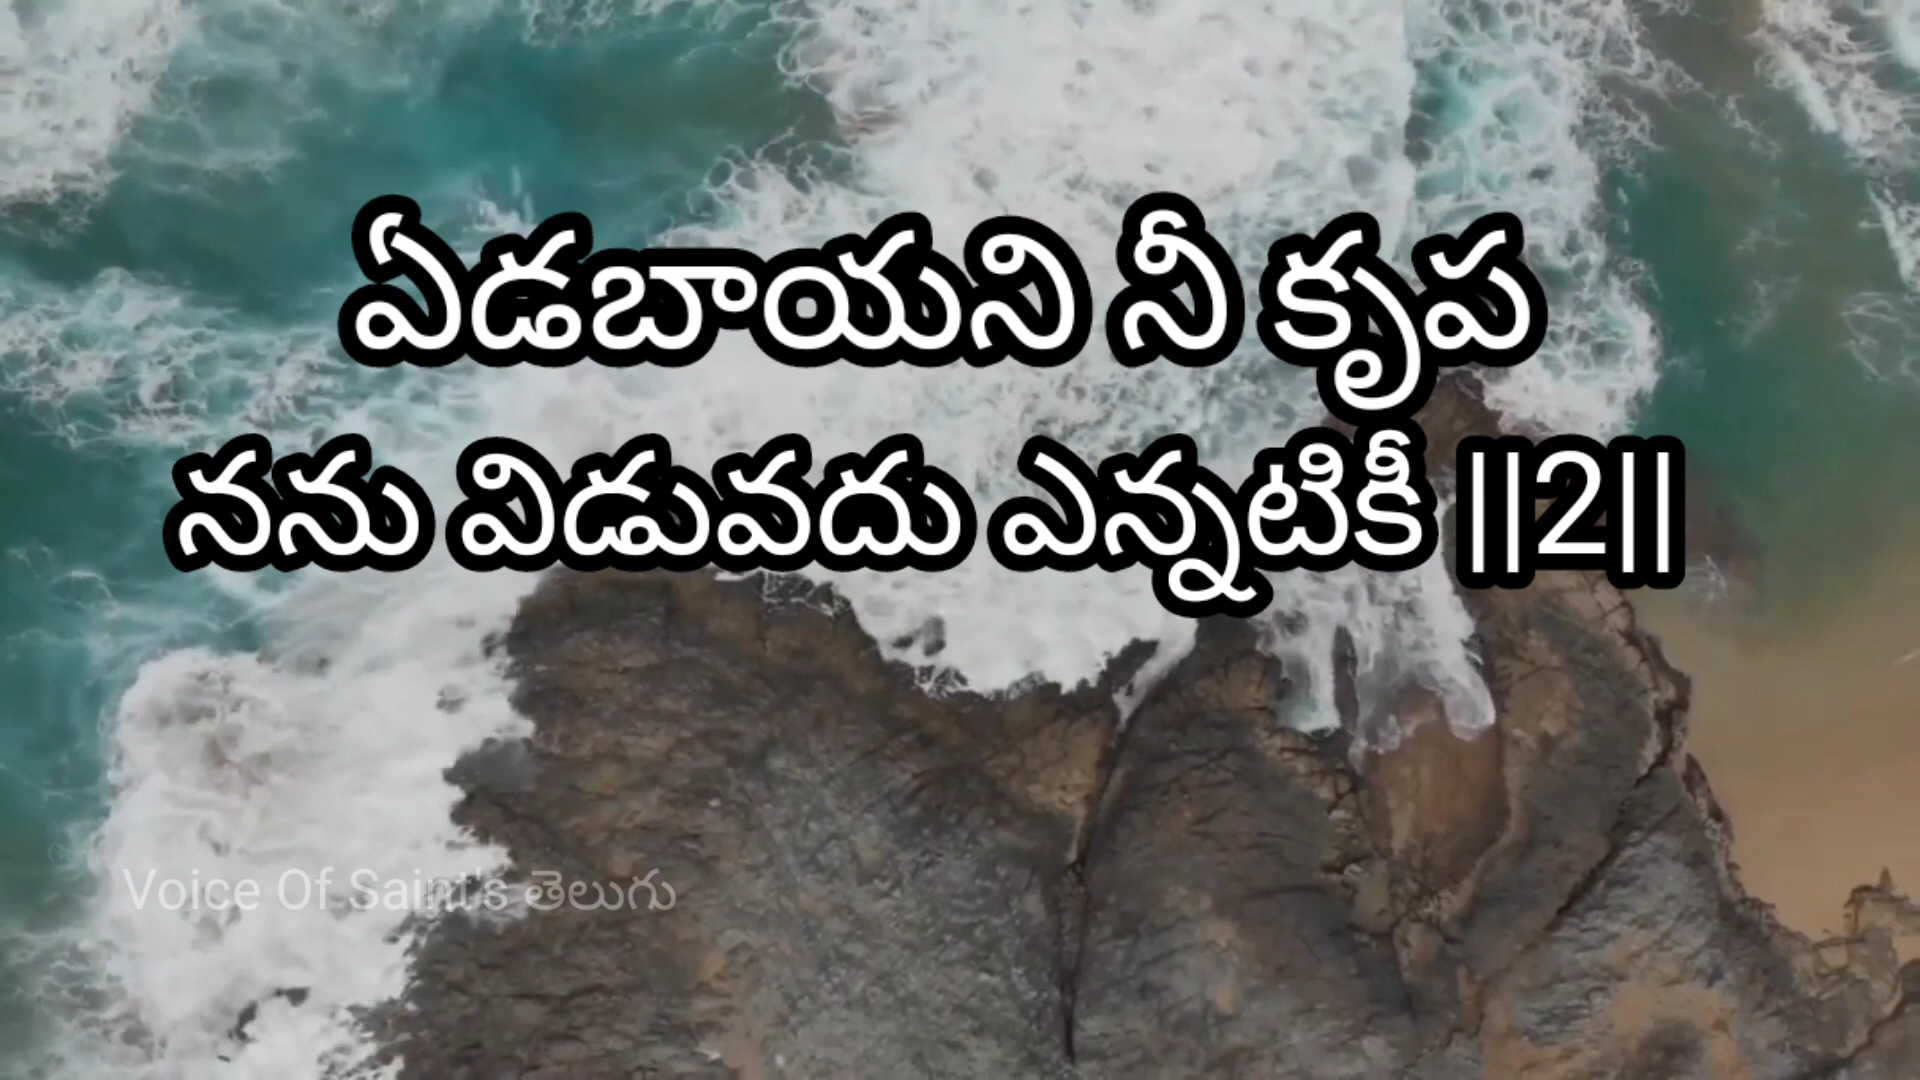 ఏడబాయని నీ కృప
నను విడువదు ఎన్నటికీ ||2||
Voice Of Saint's తెలుగు